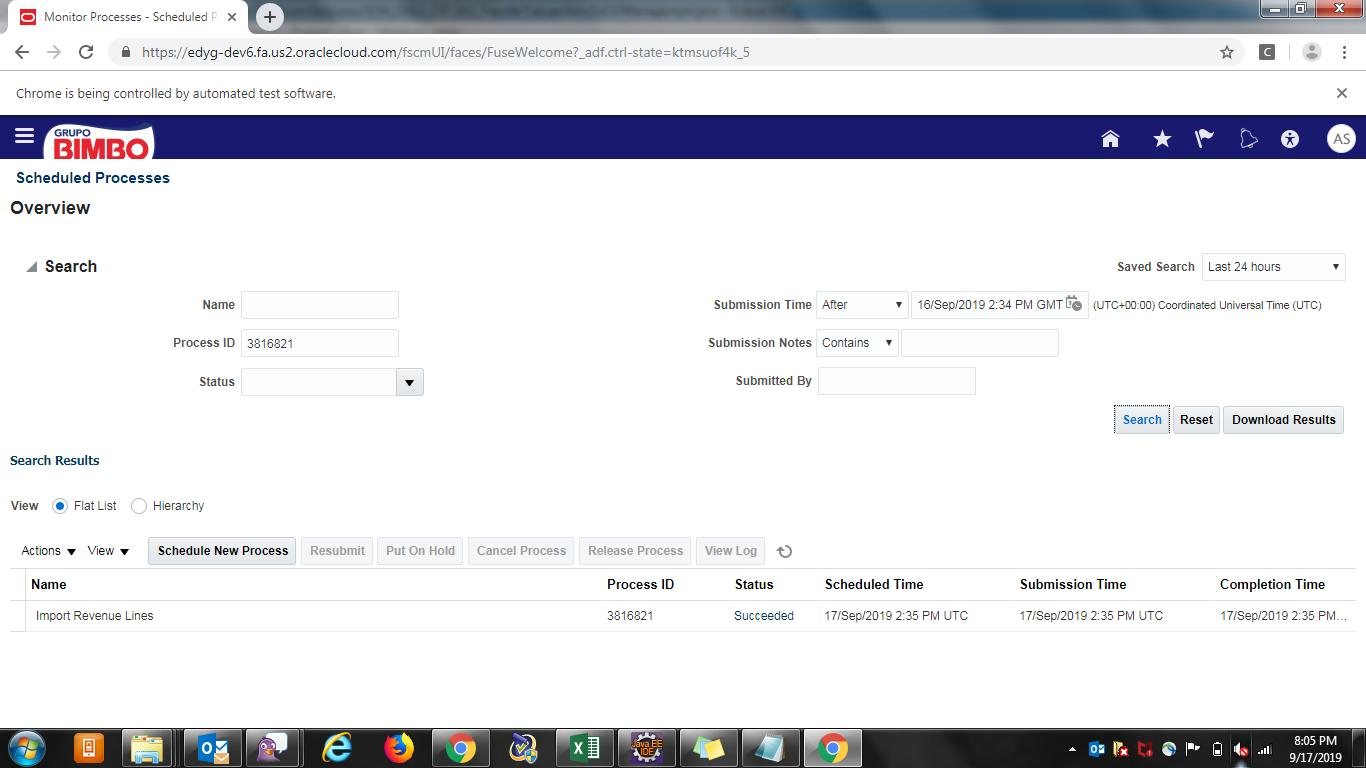 Monitor Processes - Scheduled P
https://edyg-dev6.fa.us2.oraclecloud.com/fscmUI/faces/FuseWelcome?_adf.ctrl-state=ktmsuof4k_5
C
Chrome is being controlled by automated test software.
GRUPO
BIMBO
AS
Scheduled Processes
Overview
Search
Saved Search Last 24 hours
Name Submission Time After 16/Sep/2019 2:34 PM GMT (UTC+00:00) Coordinated Universal Time (UTC)
Process ID 3816821 Submission Notes Contains
Status Submitted By
Search Reset Download Results
Search Results
View Flat List Hierarchy
Actions View Schedule New Process Resubmit Put On Hold Cancel Process Release Process View Log
Name Process ID Status Scheduled Time Submission Time Completion Time
Import Revenue Lines 3816821 Succeeded 17/Sep/2019 2:35 PM UTC 17/Sep/2019 2:35 PM UTC 17/Sep/2019 2:35 PM...
Java EE
IDE
8:05 PM
9/17/2019